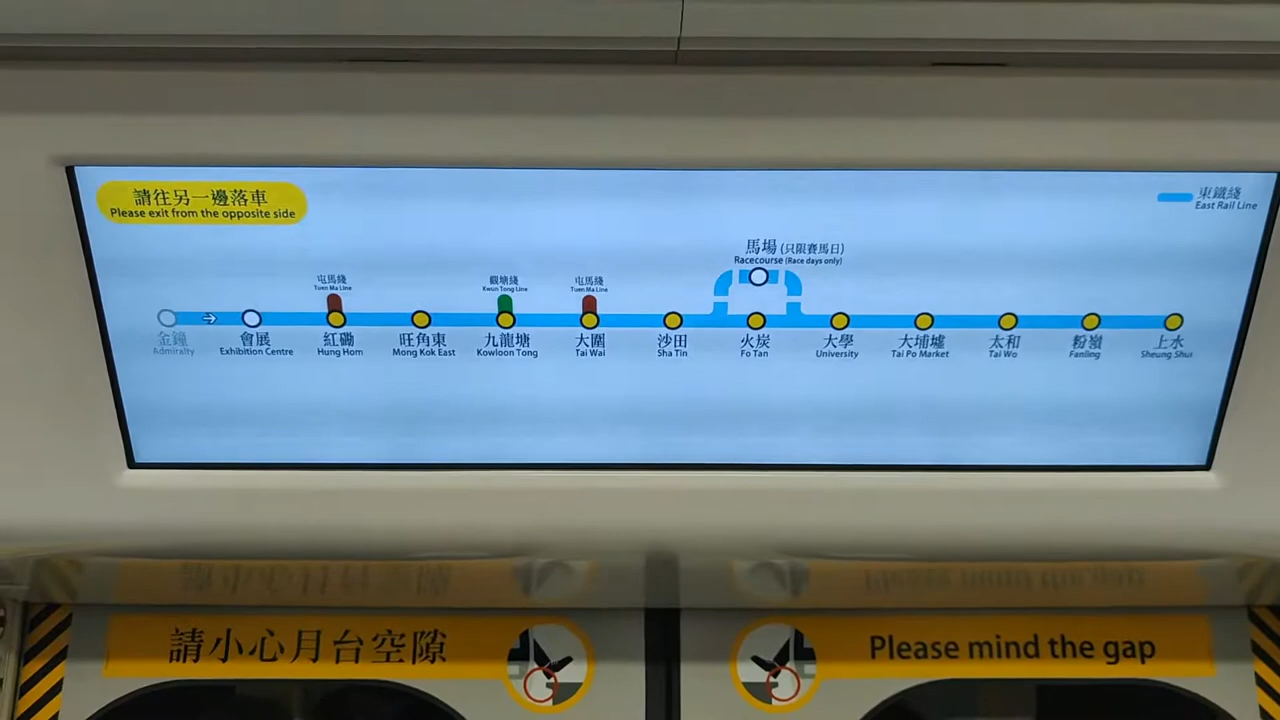 請往另一邊落車
Please exit from the opposite side
東鐵綫
East Rail Line
馬場 (只限賽馬日)
Racecourse (Race days only)
屯馬綫
Tuen Ma Line
觀塘綫
Kwun Tong Line
屯馬綫
Tuen Ma Line
金鐘
Admiralty
會展
Exhibition Centre
紅磡
Hung Hom
旺角東
Mong Kok East
九龍塘
Kowloon Tong
大圍
Tai Wai
沙田
Sha Tin
火炭
Fo Tan
大學
University
大埔墟
Tai Po Market
太和
Tai Wo
粉嶺
Fanling
上水
Sheung Shui
請小心月台空隙
Please mind the gap